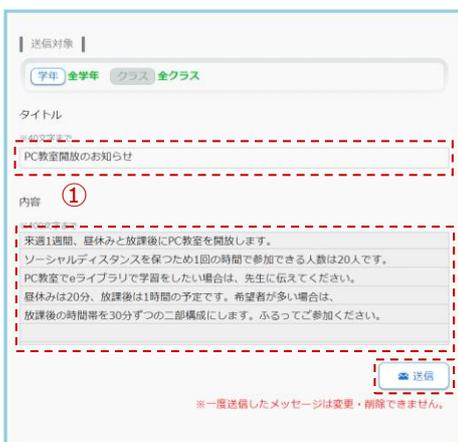 送信対象
学年 全学年 クラス 全クラス
タイトル
※40文字まで
PC教室開放のお知らせ
内容 ①
来週1週間、昼休みと放課後にPC教室を開放します。
ソーシャルディスタンスを保つため1回の時間で参加できる人数は20人です。
PC教室でeライブラリで学習をしたい場合は、先生に伝えてください。
昼休みは20分、放課後は1時間の予定です。希望者が多い場合は、
放課後の時間帯を30分ずつの二部構成にします。ふるってご参加ください。
送信
※一度送信したメッセージは変更・削除できません。